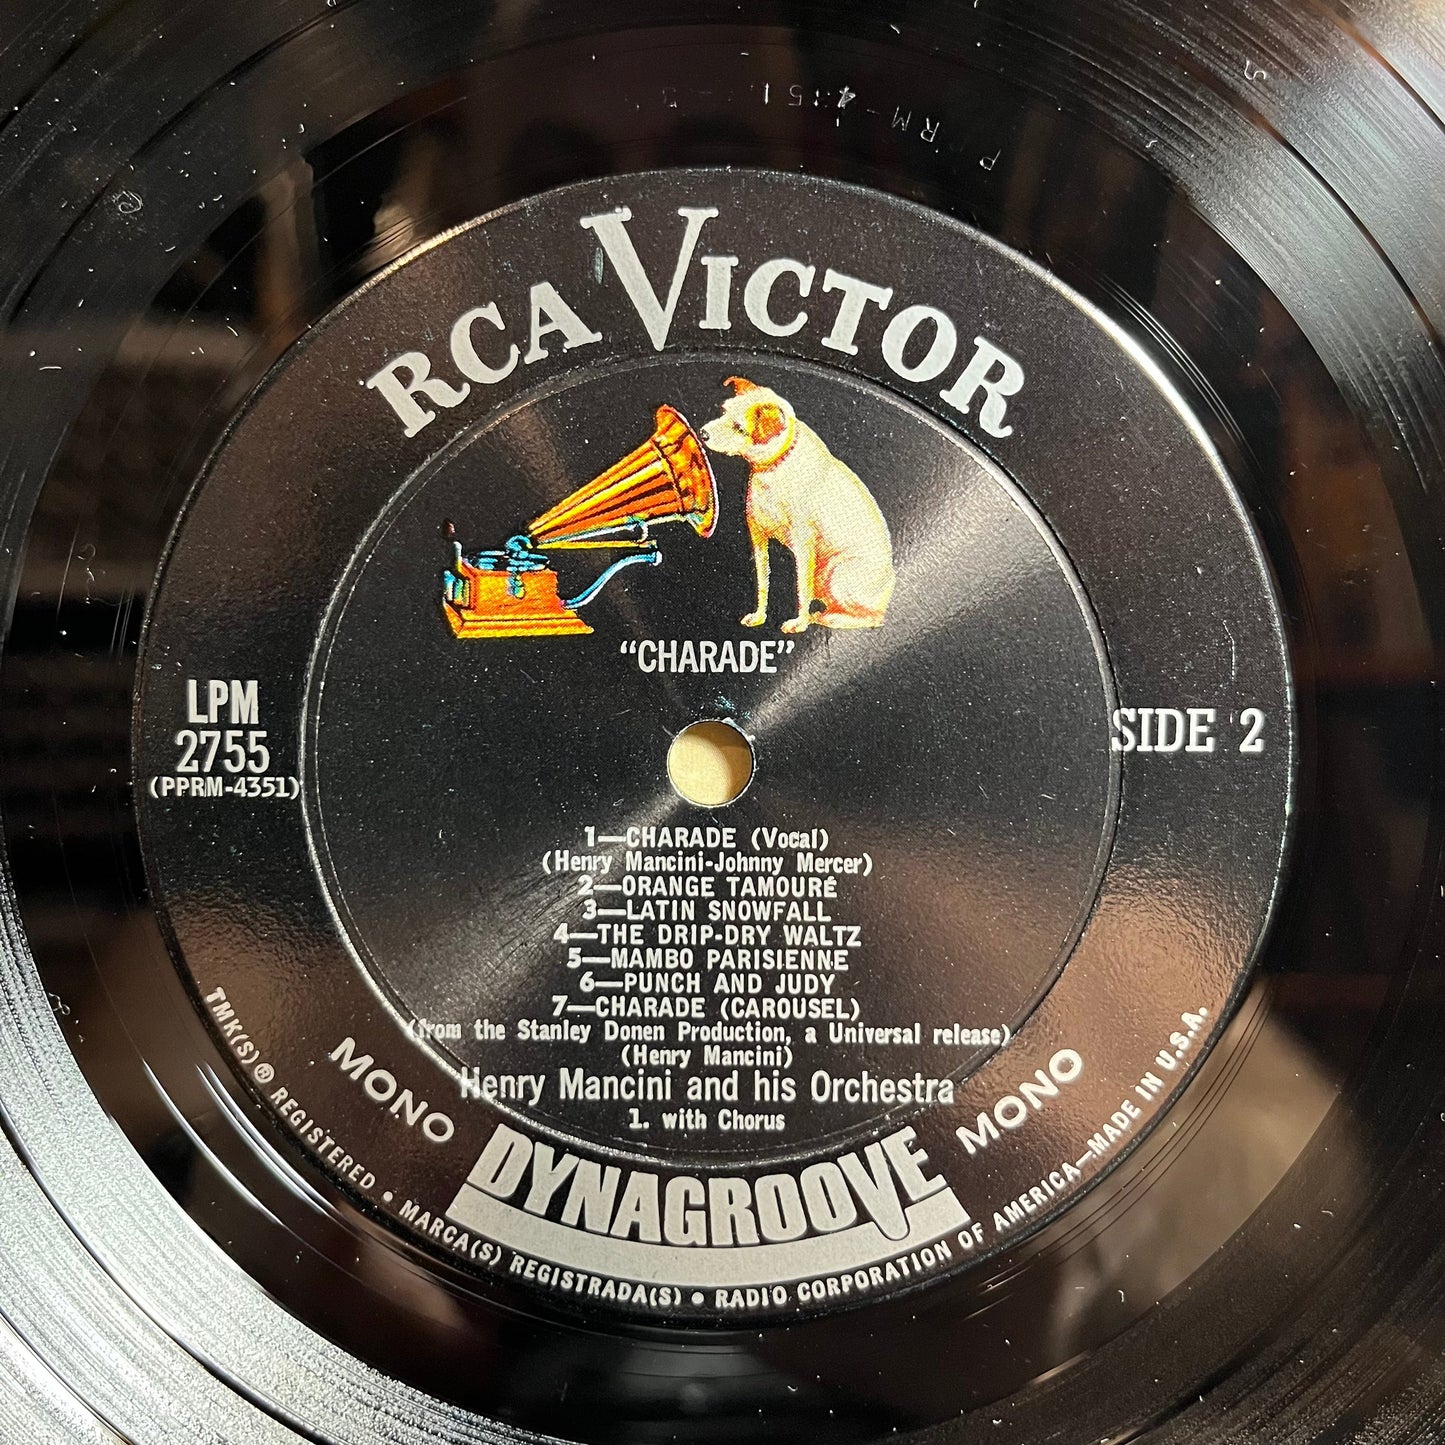 RCA VICTOR
"CHARADE"
LPM
2755
(PPRM-4351)
SIDE 2
1—CHARADE (Vocal)
(Henry Mancini-Johnny Mercer)
2—ORANGE TAMOURÉ
3—LATIN SNOWFALL
4—THE DRIP-DRY WALTZ
5—MAMBO PARISIENNE
6—PUNCH AND JUDY
7—CHARADE (CAROUSEL)
(from the Stanley Donen Production, a Universal release)
(Henry Mancini)
Henry Mancini and his Orchestra
1. with Chorus
MONO
MONO
DYNAGROOVE
TMK(S) ® REGISTERED • MARCA(S) REGISTRADA(S) • RADIO CORPORATION OF AMERICA—MADE IN U.S.A.